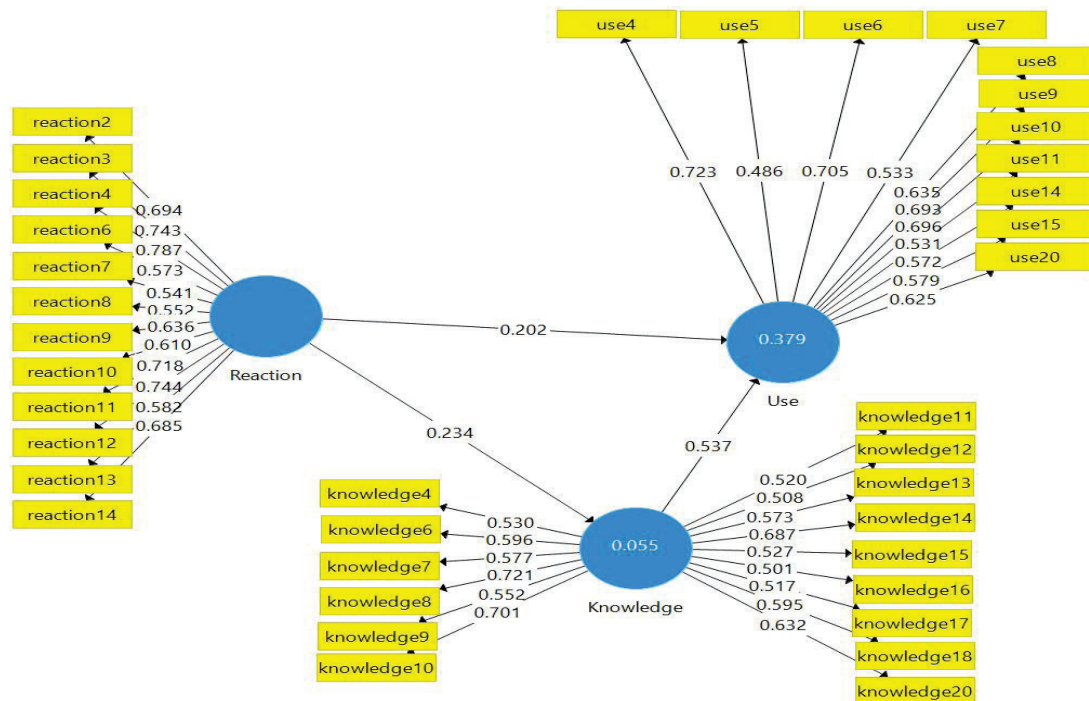 use4
use5
use6
use7
use8
use9
use10
use11
use14
use15
use20
0.723
0.486
0.705
0.533
0.635
0.693
0.696
0.531
0.572
0.579
0.625
reaction2
reaction3
reaction4
reaction6
reaction7
reaction8
reaction9
reaction10
reaction11
reaction12
reaction13
reaction14
0.694
0.743
0.787
0.573
0.541
0.552
0.636
0.610
0.718
0.744
0.582
0.685
Reaction
0.202
0.379
Use
0.234
0.537
knowledge4
knowledge6
knowledge7
knowledge8
knowledge9
knowledge10
0.530
0.596
0.577
0.721
0.552
0.701
0.055
Knowledge
0.520
0.508
0.573
0.687
0.527
0.501
0.517
0.595
0.632
knowledge11
knowledge12
knowledge13
knowledge14
knowledge15
knowledge16
knowledge17
knowledge18
knowledge20